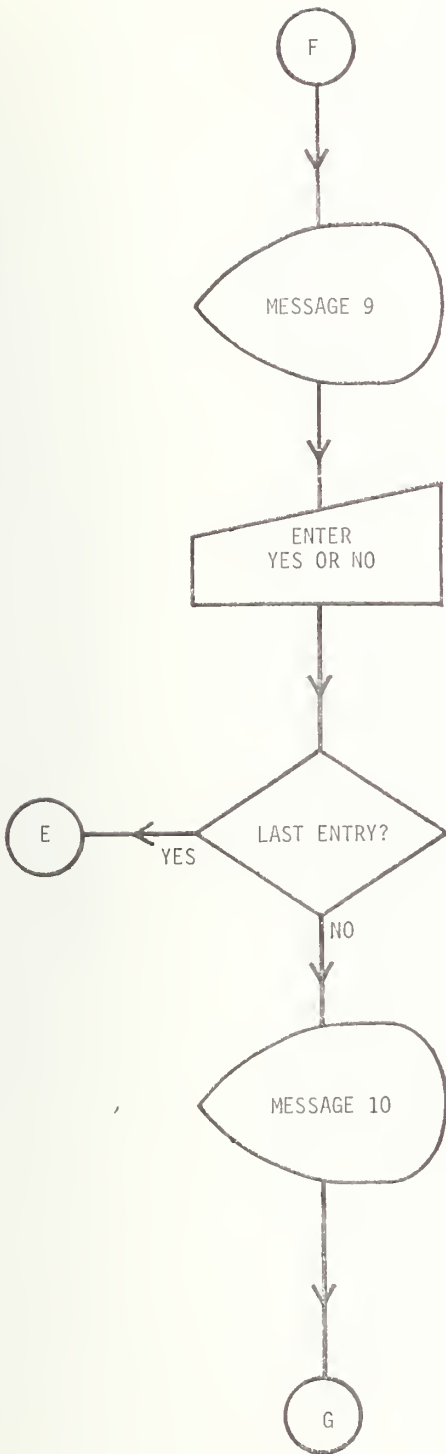 F
MESSAGE 9
ENTER
YES OR NO
LAST ENTRY?
E
YES
NO
MESSAGE 10
G